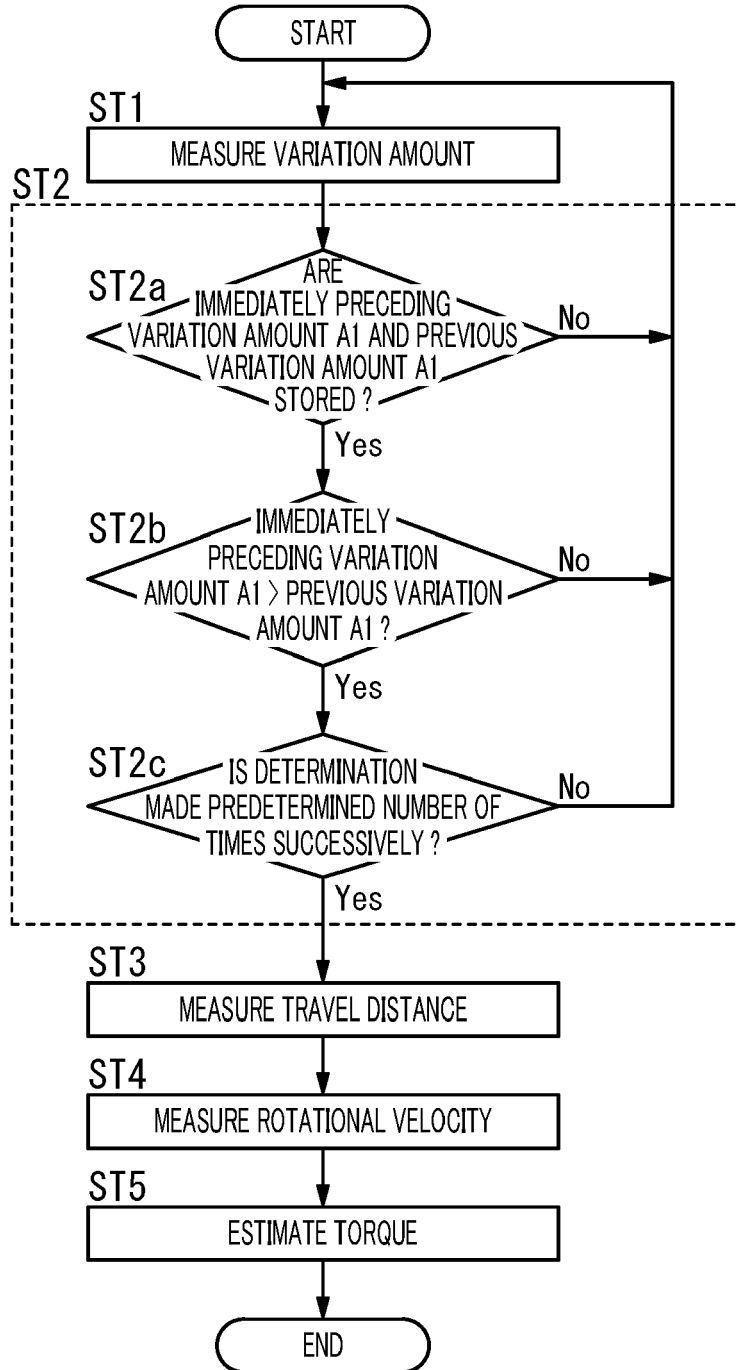 START
ST1
MEASURE VARIATION AMOUNT
ST2
ST2a
ARE
IMMEDIATELY PRECEDING
VARIATION AMOUNT A1 AND PREVIOUS
VARIATION AMOUNT A1
STORED ?
No
Yes
ST2b
IMMEDIATELY
PRECEDING VARIATION
AMOUNT A1 > PREVIOUS VARIATION
AMOUNT A1 ?
No
Yes
ST2c
IS DETERMINATION
MADE PREDETERMINED NUMBER OF
TIMES SUCCESSIVELY ?
No
Yes
ST3
MEASURE TRAVEL DISTANCE
ST4
MEASURE ROTATIONAL VELOCITY
ST5
ESTIMATE TORQUE
END